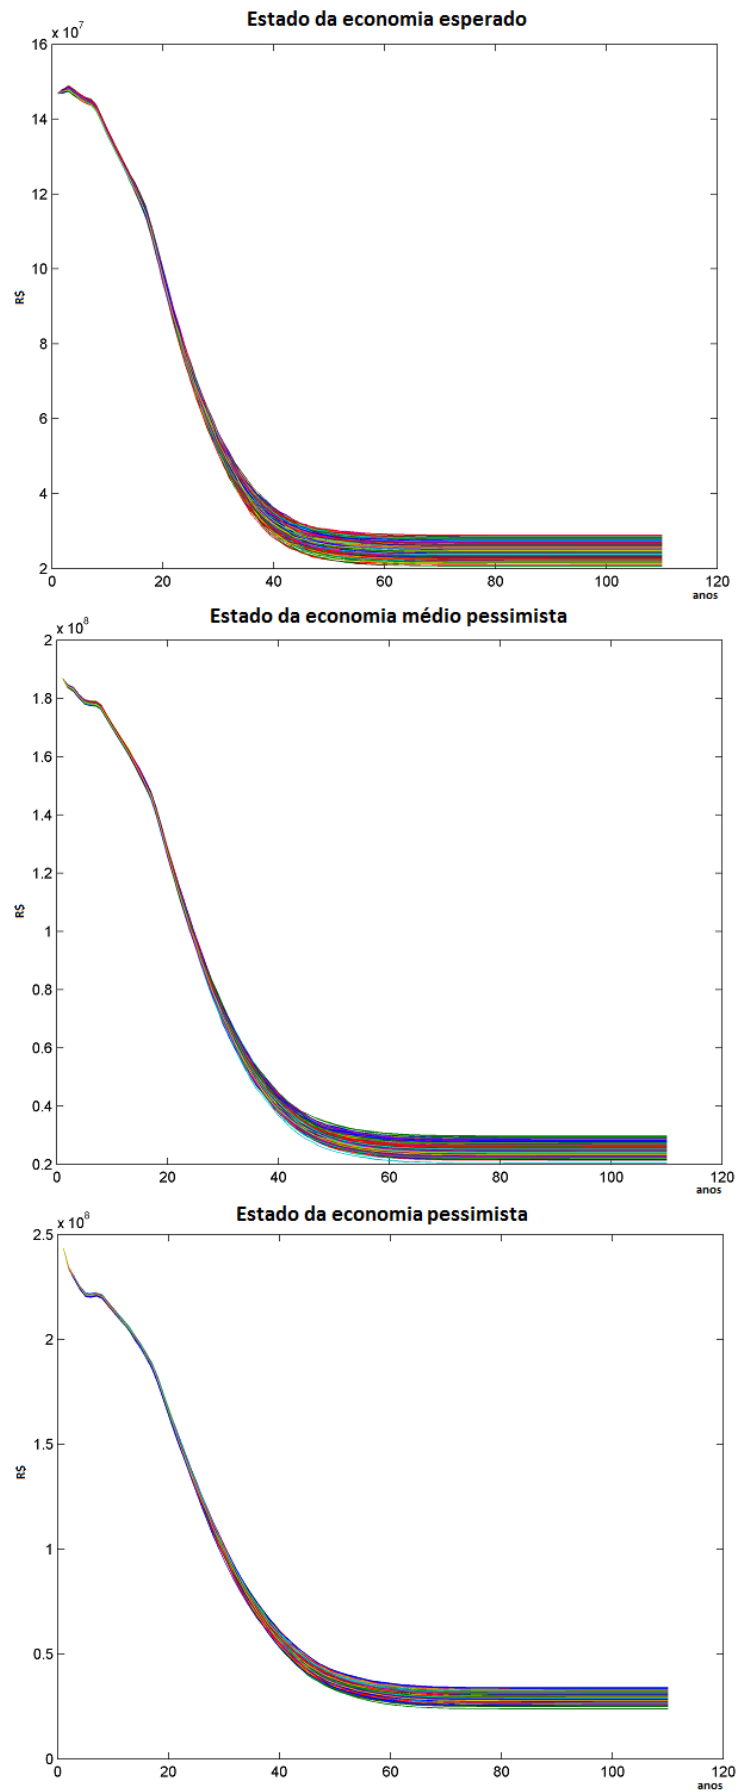 Estado da economia esperado
x 10^7
16
14
12
10
8
6
4
2
R$
0 20 40 60 80 100 120
anos
Estado da economia médio pessimista
x 10^8
2
1.8
1.6
1.4
1.2
1
0.8
0.6
0.4
0.2
R$
0 20 40 60 80 100 120
anos
Estado da economia pessimista
x 10^8
2.5
2
1.5
1
0.5
0
R$
0 20 40 60 80 100 120
anos